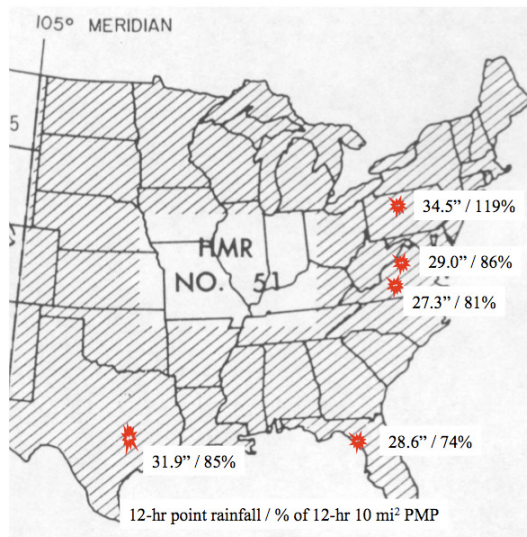 105° MERIDIAN
5
34.5” / 119%
HMR
NO. 51
29.0” / 86%
27.3” / 81%
31.9” / 85%
28.6” / 74%
12-hr point rainfall / % of 12-hr 10 mi² PMP